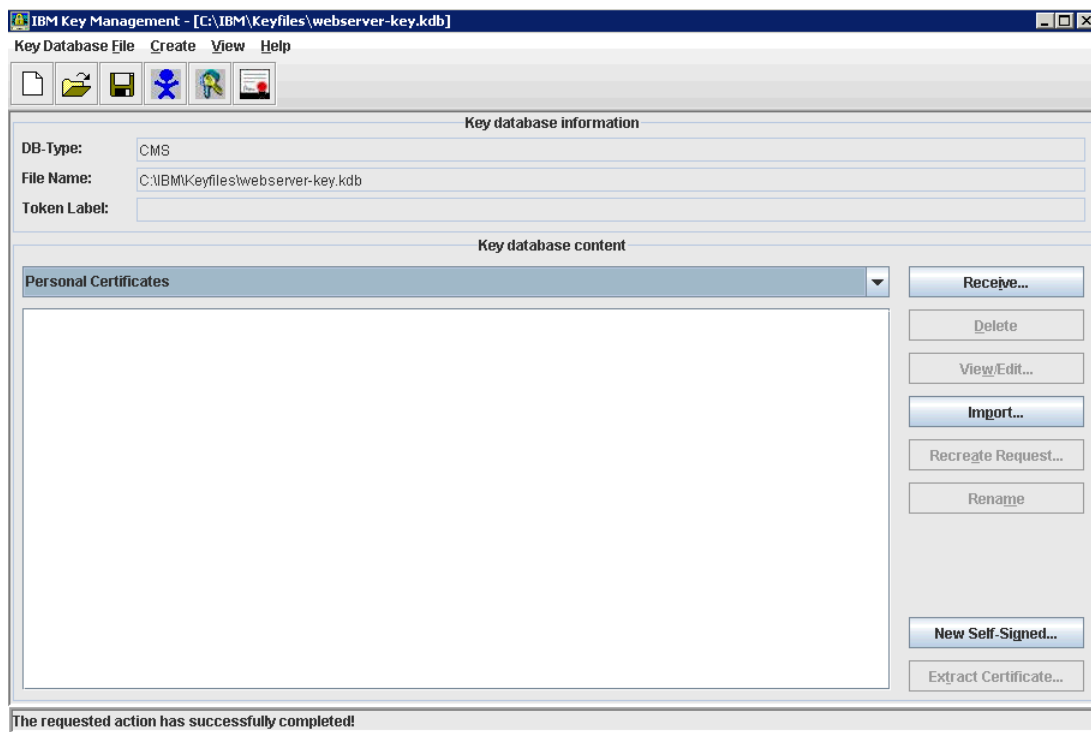 IBM Key Management - [C:\IBM\Keyfiles\webserver-key.kdb]
Key Database File Create View Help
Key database information
DB-Type: CMS
File Name: C:\IBM\Keyfiles\webserver-key.kdb
Token Label:
Key database content
Personal Certificates
Receive...
Delete
View/Edit...
Import...
Recreate Request...
Rename
New Self-Signed...
Extract Certificate...
The requested action has successfully completed!